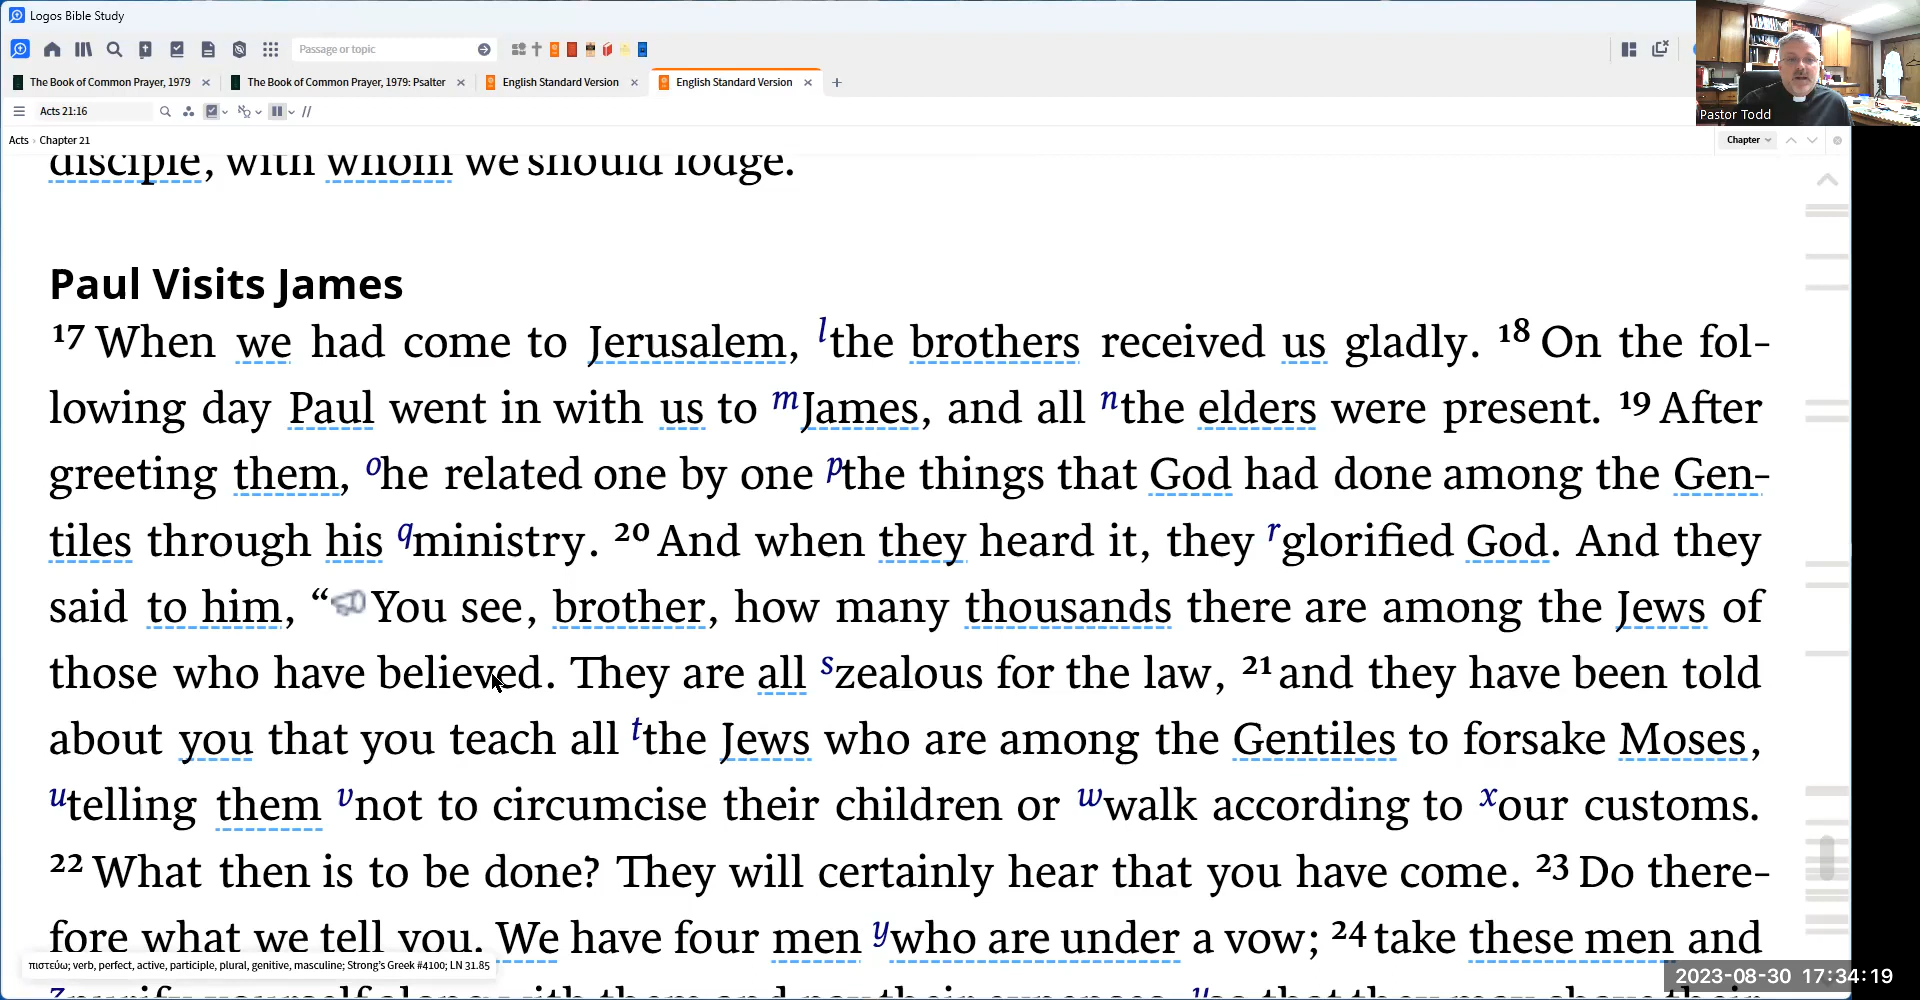 Logos Bible Study
Passage or topic
The Book of Common Prayer, 1979
The Book of Common Prayer, 1979: Psalter
English Standard Version
English Standard Version
Acts 21:16
Pastor Todd
Acts › Chapter 21
Chapter
disciple, with whom we should lodge.
Paul Visits James
17 When we had come to Jerusalem, l the brothers received us gladly. 18 On the fol-
lowing day Paul went in with us to m James, and all n the elders were present. 19 After
greeting them, o he related one by one p the things that God had done among the Gen-
tiles through his q ministry. 20 And when they heard it, they r glorified God. And they
said to him, “You see, brother, how many thousands there are among the Jews of
those who have believed. They are all s zealous for the law, 21 and they have been told
about you that you teach all t the Jews who are among the Gentiles to forsake Moses,
u telling them v not to circumcise their children or w walk according to x our customs.
22 What then is to be done? They will certainly hear that you have come. 23 Do there-
fore what we tell you. We have four men y who are under a vow; 24 take these men and
πιστεύω; verb, perfect, active, participle, plural, genitive, masculine; Strong's Greek #4100; LN 31.85
z purify yourself along with them and pay their expenses,
2023-08-30 17:34:19